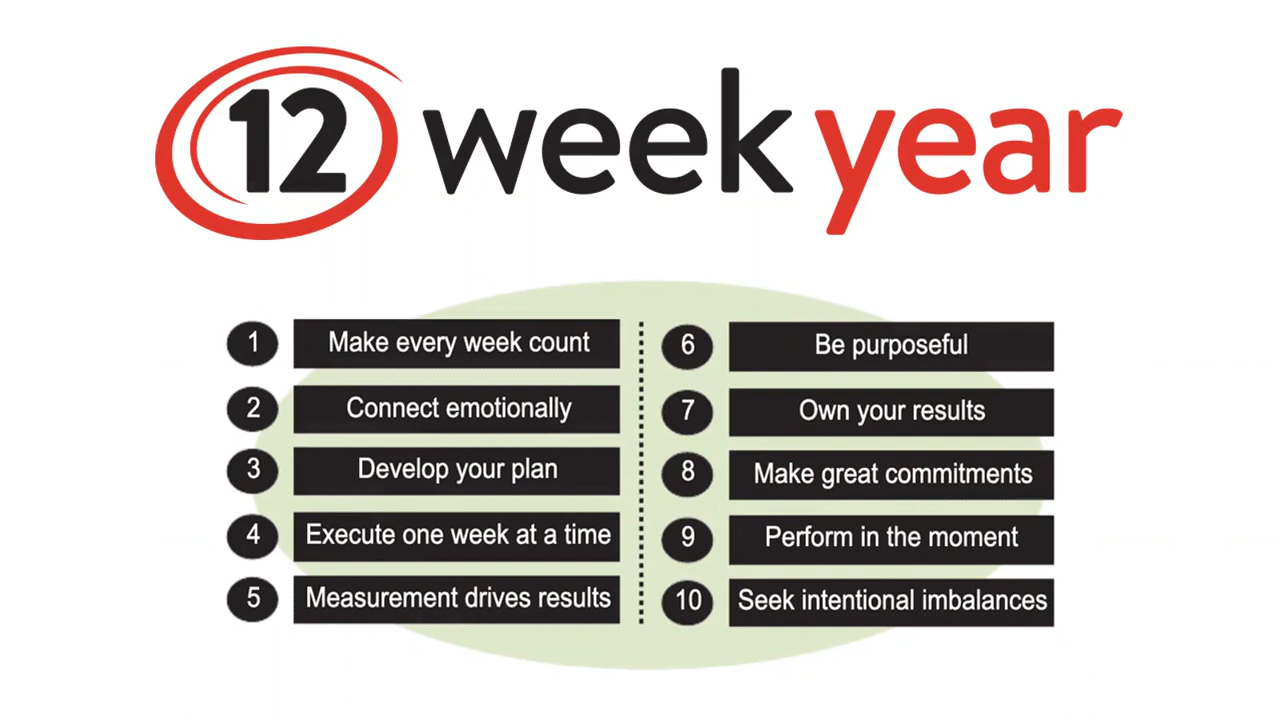 12 week year
1 Make every week count
2 Connect emotionally
3 Develop your plan
4 Execute one week at a time
5 Measurement drives results
6 Be purposeful
7 Own your results
8 Make great commitments
9 Perform in the moment
10 Seek intentional imbalances